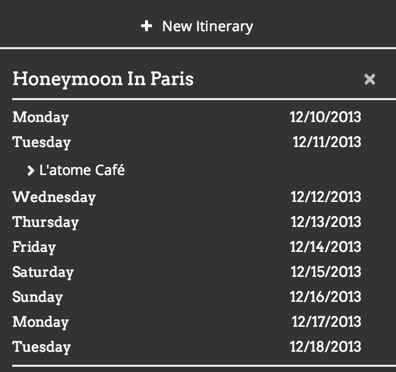 New Itinerary
Honeymoon In Paris
Monday 12/10/2013
Tuesday 12/11/2013
L'atome Café
Wednesday 12/12/2013
Thursday 12/13/2013
Friday 12/14/2013
Saturday 12/15/2013
Sunday 12/16/2013
Monday 12/17/2013
Tuesday 12/18/2013